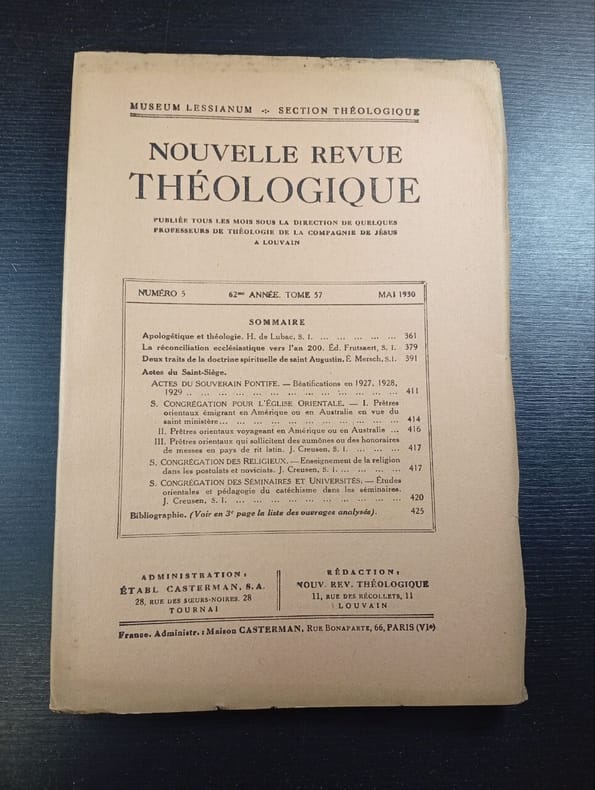 MUSEUM LESSIANUM -:- SECTION THÉOLOGIQUE
NOUVELLE REVUE
THÉOLOGIQUE
PUBLIÉE TOUS LES MOIS SOUS LA DIRECTION DE QUELQUES
PROFESSEURS DE THÉOLOGIE DE LA COMPAGNIE DE JÉSUS
A LOUVAIN
NUMÉRO 5 62me ANNÉE. TOME 57 MAI 1930
SOMMAIRE
Apologétique et théologie. H. de Lubac, S. I. ... ... ... ... ... 361
La réconciliation ecclésiastique vers l'an 200. Éd. Frutsaert, S. I. 379
Deux traits de la doctrine spirituelle de saint Augustin. É. Mersch, S.I. 391
Actes du Saint-Siège.
ACTES DU SOUVERAIN PONTIFE. — Béatifications en 1927, 1928,
1929 ... ... ... ... ... ... ... ... ... ... ... 411
S. CONGRÉGATION POUR L'ÉGLISE ORIENTALE. — I. Prêtres
orientaux émigrant en Amérique ou en Australie en vue du
saint ministère... ... ... ... ... ... ... ... ... 414
II. Prêtres orientaux voyageant en Amérique ou en Australie ... 416
III. Prêtres orientaux qui sollicitent des aumônes ou des honoraires
de messes en pays de rit latin. J. Creusen, S. I. ... ... ... 417
S. CONGRÉGATION DES RELIGIEUX. — Enseignement de la religion
dans les postulats et noviciats. J. Creusen, S. I. ... ... ... 417
S. CONGRÉGATION DES SÉMINAIRES ET UNIVERSITÉS. — Études
orientales et pédagogie du catéchisme dans les séminaires.
J. Creusen, S. I. ... ... ... ... ... ... ... ... 420
Bibliographie. (Voir en 3e page la liste des ouvrages analysés). 425
ADMINISTRATION :
ÉTABL CASTERMAN, S.A.
28, RUE DES SŒURS-NOIRES, 28
TOURNAI
RÉDACTION :
NOUV. REV. THÉOLOGIQUE
11, RUE DES RÉCOLLETS, 11
LOUVAIN
France. Administr. : Maison CASTERMAN, RUE BONAPARTE, 66, PARIS (VIe)